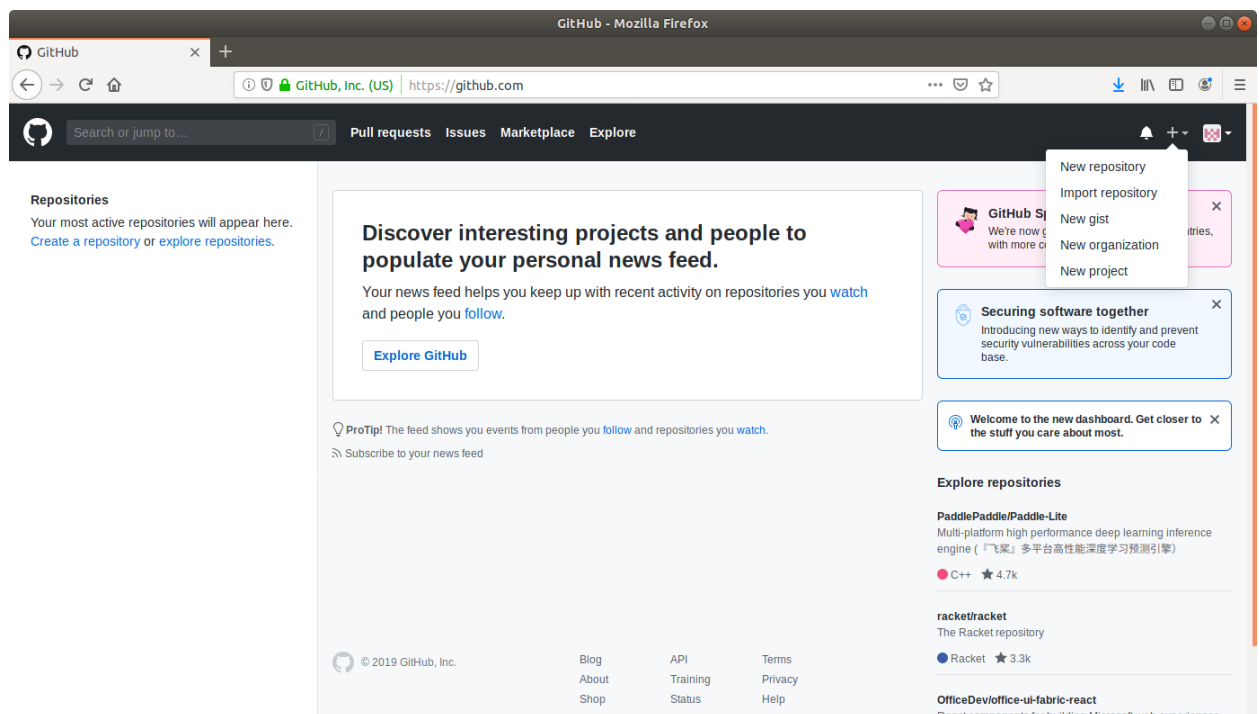 GitHub - Mozilla Firefox
GitHub
GitHub, Inc. (US) https://github.com
Search or jump to… /
Pull requests Issues Marketplace Explore
New repository
Import repository
New gist
New organization
New project
Repositories
Your most active repositories will appear here.
Create a repository or explore repositories.
Discover interesting projects and people to
populate your personal news feed.
Your news feed helps you keep up with recent activity on repositories you watch
and people you follow.
Explore GitHub
ProTip! The feed shows you events from people you follow and repositories you watch.
Subscribe to your news feed
© 2019 GitHub, Inc.
Blog
About
Shop
API
Training
Status
Terms
Privacy
Help
GitHub
We're now
with more
Securing software together
Introducing new ways to identify and prevent
security vulnerabilities across your code
base.
Welcome to the new dashboard. Get closer to
the stuff you care about most.
Explore repositories
PaddlePaddle/Paddle-Lite
Multi-platform high performance deep learning inference
engine (『飞桨』多平台高性能深度学习预测引擎）
C++ 4.7k
racket/racket
The Racket repository
Racket 3.3k
OfficeDev/office-ui-fabric-react